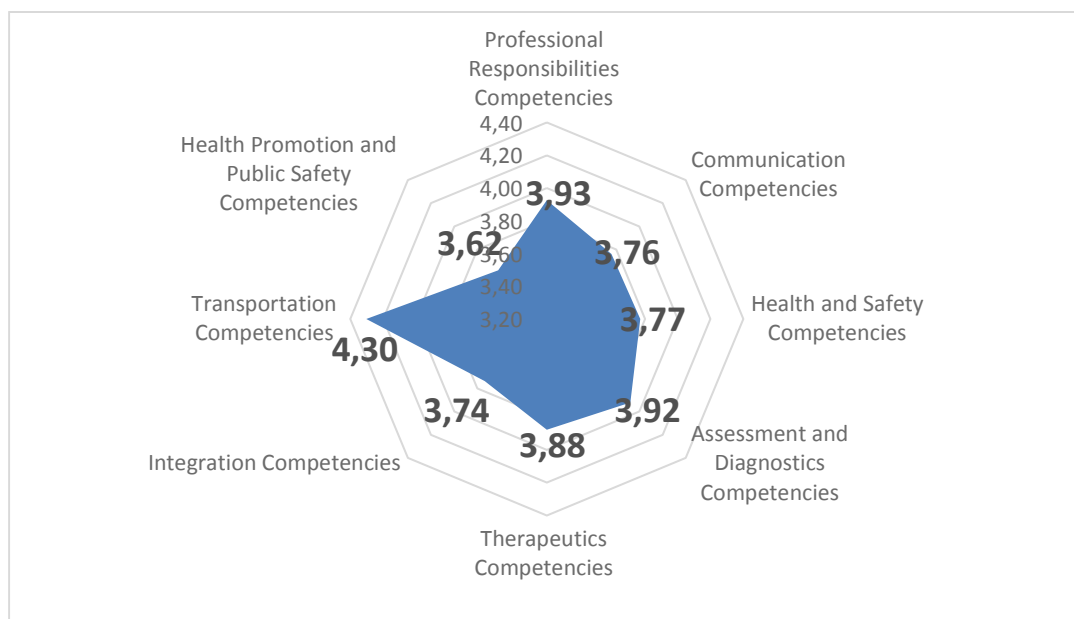 Professional
Responsibilities
Competencies
4,40
4,20
4,00
3,80
3,60
3,40
3,20
Communication
Competencies
Health and Safety
Competencies
Assessment and
Diagnostics
Competencies
Therapeutics
Competencies
Integration Competencies
Transportation
Competencies
Health Promotion and
Public Safety
Competencies
3,93
3,76
3,77
3,92
3,88
3,74
4,30
3,62